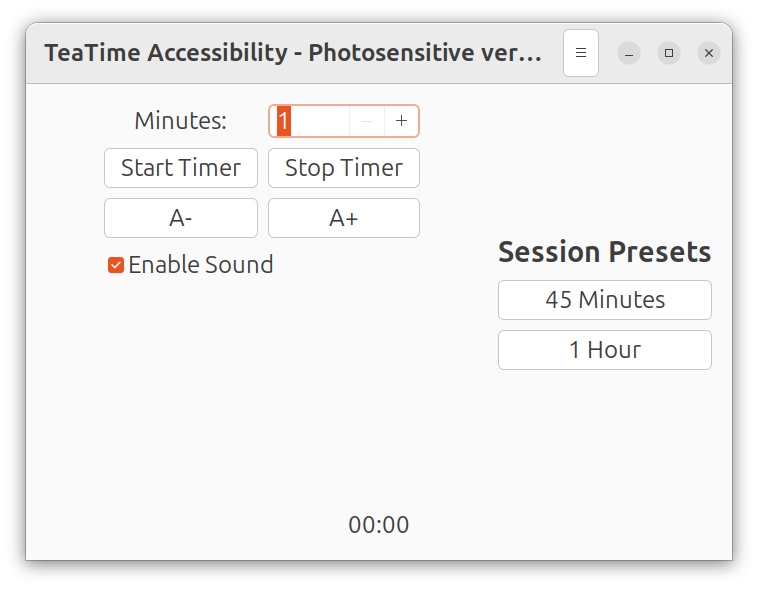 TeaTime Accessibility - Photosensitive ver…
Minutes:
1
Start Timer
Stop Timer
A-
A+
Enable Sound
Session Presets
45 Minutes
1 Hour
00:00